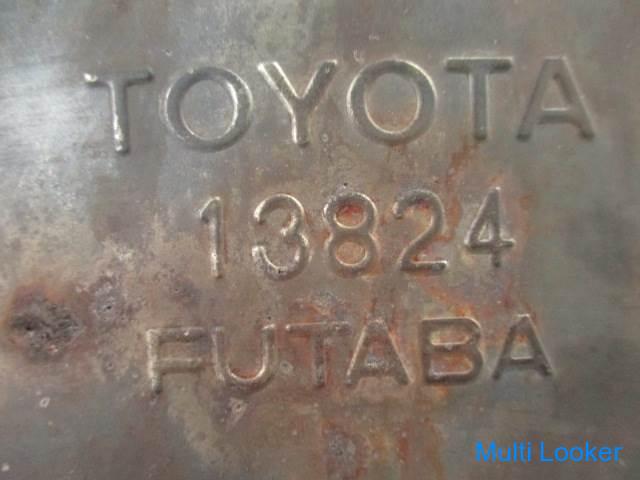 TOYOTA
13824
FUTABA
Multi Looker